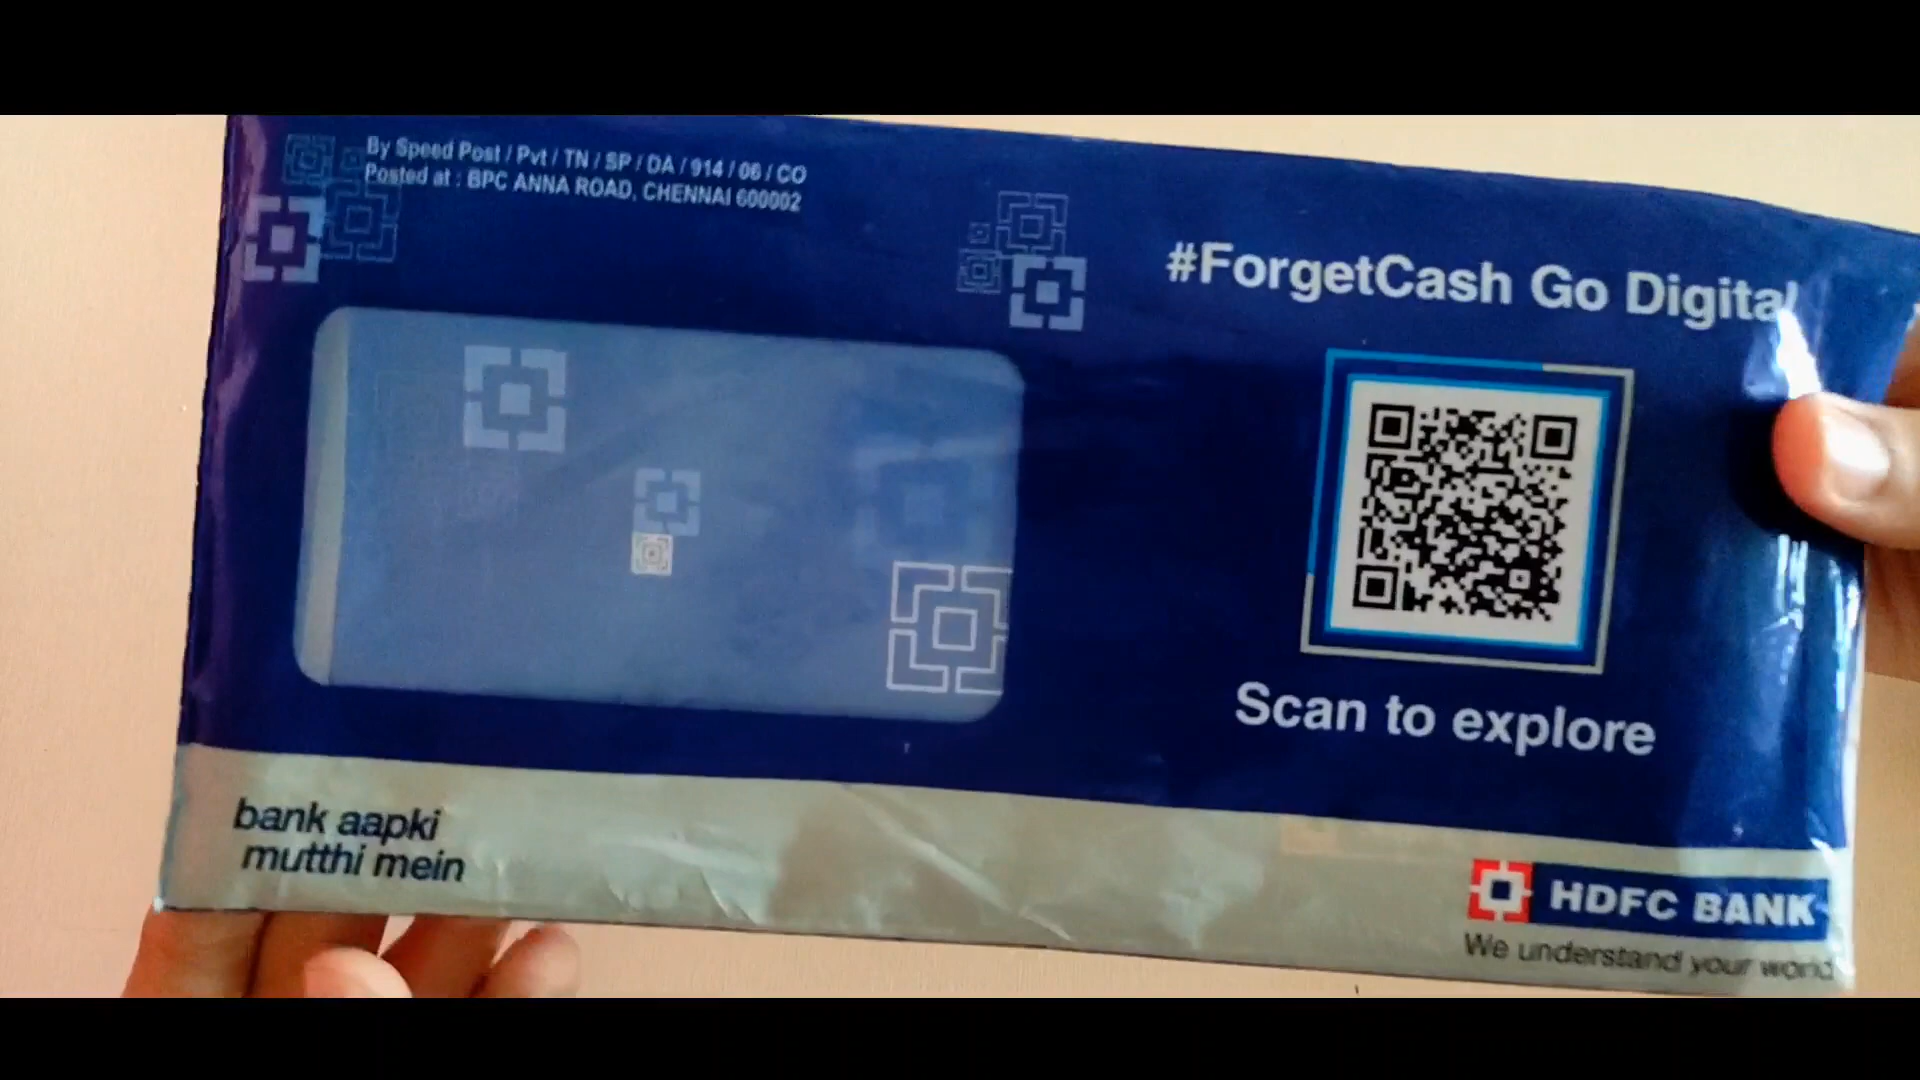 By Speed Post / Pvt / TN / SP / DA / 914 / 06 / CO
Posted at : BPC ANNA ROAD, CHENNAI 600002
#ForgetCash Go Digital
Scan to explore
bank aapki
mutthi mein
HDFC BANK
We understand your world